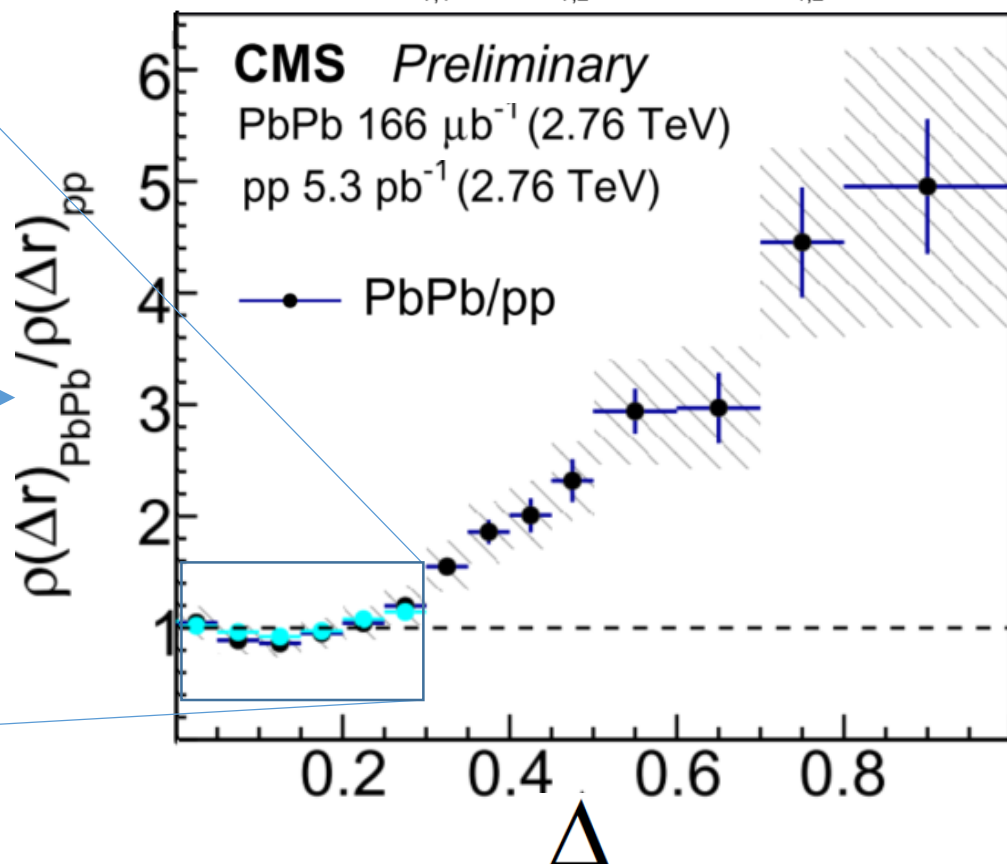 CMS Preliminary
PbPb 166 μb⁻¹ (2.76 TeV)
pp 5.3 pb⁻¹ (2.76 TeV)
PbPb/pp
ρ(Δr)PbPb/ρ(Δr)pp
6
5
4
3
2
1
0.2 0.4 0.6 0.8
Δ